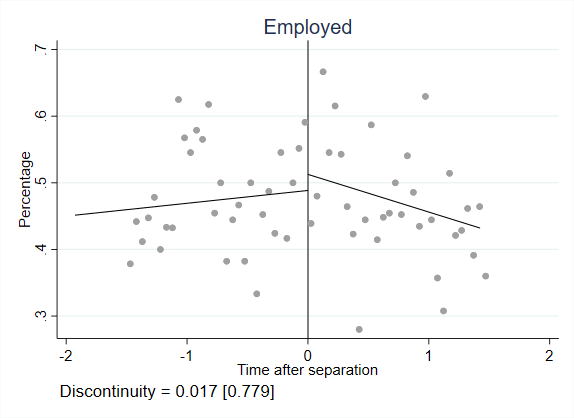 Employed
.7
.6
.5
.4
.3
Percentage
-2 -1 0 1 2
Time after separation
Discontinuity = 0.017 [0.779]